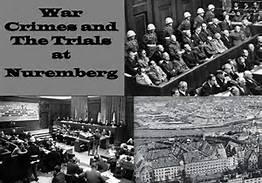 War
Crimes and
The Trials
at
Nuremberg